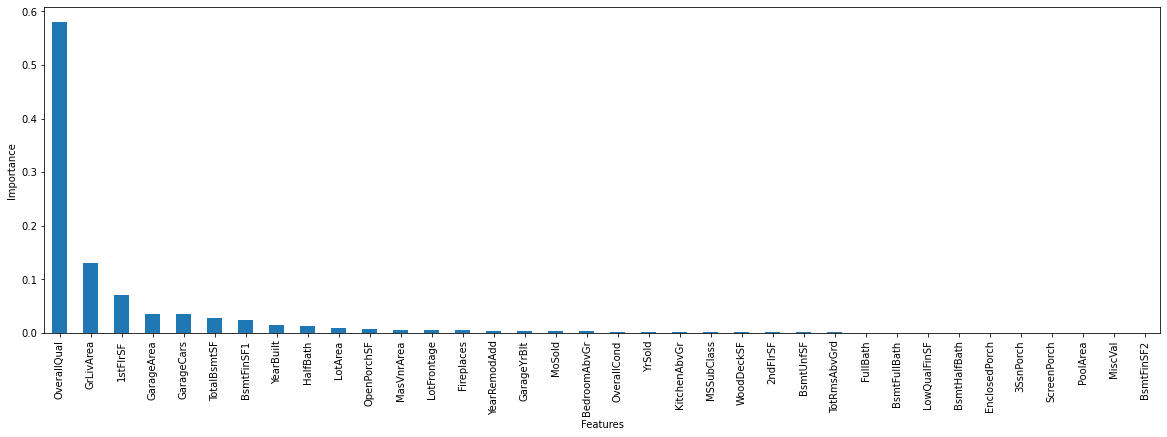 0.6
0.5
0.4
0.3
0.2
0.1
0.0
Importance
OverallQual
GrLivArea
1stFlrSF
GarageArea
GarageCars
TotalBsmtSF
BsmtFinSF1
YearBuilt
HalfBath
LotArea
OpenPorchSF
MasVnrArea
LotFrontage
Fireplaces
YearRemodAdd
GarageYrBlt
MoSold
BedroomAbvGr
OverallCond
YrSold
KitchenAbvGr
MSSubClass
WoodDeckSF
2ndFlrSF
BsmtUnfSF
TotRmsAbvGrd
FullBath
BsmtFullBath
LowQualFinSF
BsmtHalfBath
EnclosedPorch
3SsnPorch
ScreenPorch
PoolArea
MiscVal
BsmtFinSF2
Features